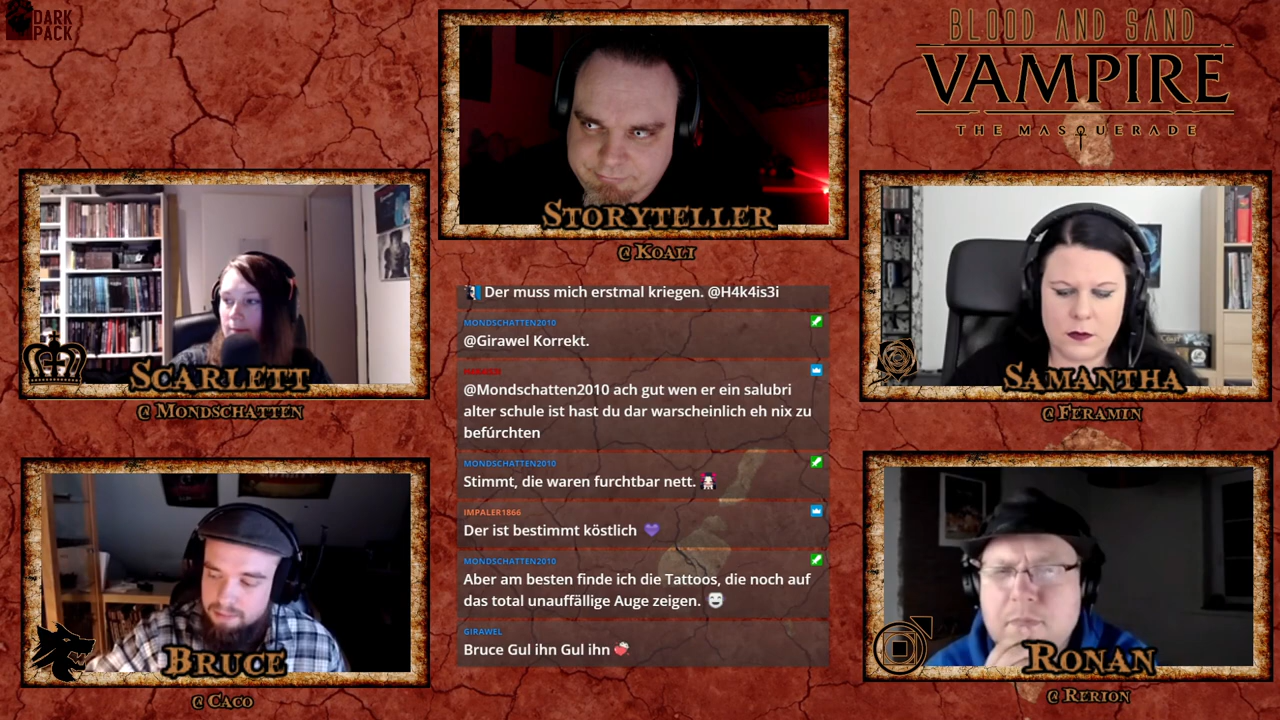 DARK
PACK
BLOOD AND SAND
VAMPIRE
THE MASQUERADE
STORYTELLER
@ KOALI
SCARLETT
@ MONDSCHATTEN
SAMANTHA
@ FERAMIN
Der muss mich erstmal kriegen. @H4k4is3i
MONDSCHATTEN2010
@Girawel Korrekt.
@Mondschatten2010 ach gut wen er ein salubri
alter schule ist hast du dar warscheinlich eh nix zu
befúrchten
MONDSCHATTEN2010
Stimmt, die waren furchtbar nett.
IMPALER1866
Der ist bestimmt köstlich 💜
MONDSCHATTEN2010
Aber am besten finde ich die Tattoos, die noch auf
das total unauffällige Auge zeigen.
GIRAWEL
Bruce Gul ihn Gul ihn
BRUCE
@ CACO
RONAN
@ RERION